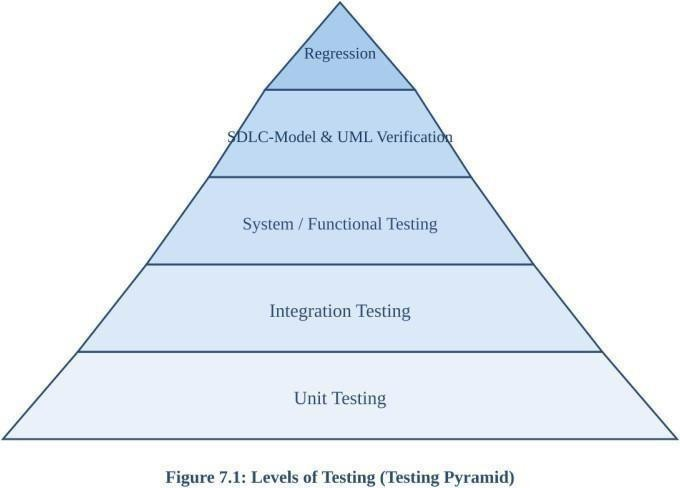 Regression
SDLC-Model & UML Verification
System / Functional Testing
Integration Testing
Unit Testing
Figure 7.1: Levels of Testing (Testing Pyramid)